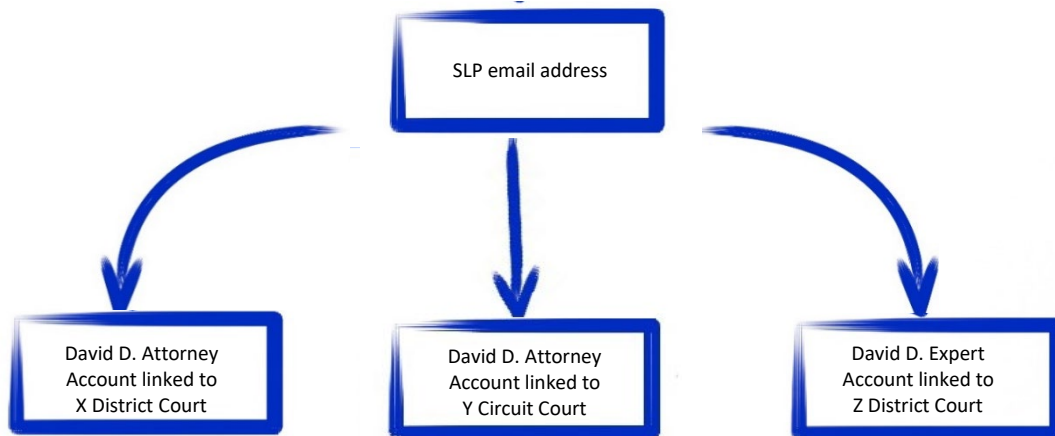 SLP email address
David D. Attorney
Account linked to
X District Court
David D. Attorney
Account linked to
Y Circuit Court
David D. Expert
Account linked to
Z District Court